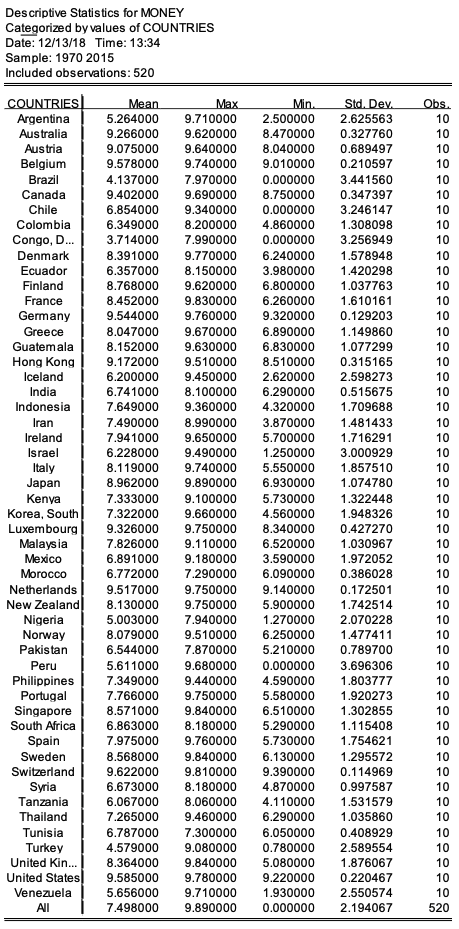 Descriptive Statistics for MONEY
Categorized by values of COUNTRIES
Date: 12/13/18 Time: 13:34
Sample: 1970 2015
Included observations: 520
COUNTRIES Mean Max Min. Std. Dev. Obs.
Argentina 5.264000 9.710000 2.500000 2.625563 10
Australia 9.266000 9.620000 8.470000 0.327760 10
Austria 9.075000 9.640000 8.040000 0.689497 10
Belgium 9.578000 9.740000 9.010000 0.210597 10
Brazil 4.137000 7.970000 0.000000 3.441560 10
Canada 9.402000 9.690000 8.750000 0.347397 10
Chile 6.854000 9.340000 0.000000 3.246147 10
Colombia 6.349000 8.200000 4.860000 1.308098 10
Congo, D... 3.714000 7.990000 0.000000 3.256949 10
Denmark 8.391000 9.770000 6.240000 1.578948 10
Ecuador 6.357000 8.150000 3.980000 1.420298 10
Finland 8.768000 9.620000 6.800000 1.037763 10
France 8.452000 9.830000 6.260000 1.610161 10
Germany 9.544000 9.760000 9.320000 0.129203 10
Greece 8.047000 9.670000 6.890000 1.149860 10
Guatemala 8.152000 9.630000 6.830000 1.077299 10
Hong Kong 9.172000 9.510000 8.510000 0.315165 10
Iceland 6.200000 9.450000 2.620000 2.598273 10
India 6.741000 8.100000 6.290000 0.515675 10
Indonesia 7.649000 9.360000 4.320000 1.709688 10
Iran 7.490000 8.990000 3.870000 1.481433 10
Ireland 7.941000 9.650000 5.700000 1.716291 10
Israel 6.228000 9.490000 1.250000 3.000929 10
Italy 8.119000 9.740000 5.550000 1.857510 10
Japan 8.962000 9.890000 6.930000 1.074780 10
Kenya 7.333000 9.100000 5.730000 1.322448 10
Korea, South 7.322000 9.660000 4.560000 1.948326 10
Luxembourg 9.326000 9.750000 8.340000 0.427270 10
Malaysia 7.826000 9.110000 6.520000 1.030967 10
Mexico 6.891000 9.180000 3.590000 1.972052 10
Morocco 6.772000 7.290000 6.090000 0.386028 10
Netherlands 9.517000 9.750000 9.140000 0.172501 10
New Zealand 8.130000 9.750000 5.900000 1.742514 10
Nigeria 5.003000 7.940000 1.270000 2.070228 10
Norway 8.079000 9.510000 6.250000 1.477411 10
Pakistan 6.544000 7.870000 5.210000 0.789700 10
Peru 5.611000 9.680000 0.000000 3.696306 10
Philippines 7.349000 9.440000 4.590000 1.803777 10
Portugal 7.766000 9.750000 5.580000 1.920273 10
Singapore 8.571000 9.840000 6.510000 1.302855 10
South Africa 6.863000 8.180000 5.290000 1.115408 10
Spain 7.975000 9.760000 5.730000 1.754621 10
Sweden 8.568000 9.840000 6.130000 1.295572 10
Switzerland 9.622000 9.810000 9.390000 0.114969 10
Syria 6.673000 8.180000 4.870000 0.997587 10
Tanzania 6.067000 8.060000 4.110000 1.531579 10
Thailand 7.265000 9.460000 6.290000 1.035860 10
Tunisia 6.787000 7.300000 6.050000 0.408929 10
Turkey 4.579000 9.080000 0.780000 2.589554 10
United Kin... 8.364000 9.840000 5.080000 1.876067 10
United States 9.585000 9.780000 9.220000 0.220467 10
Venezuela 5.656000 9.710000 1.930000 2.550574 10
All 7.498000 9.890000 0.000000 2.194067 520